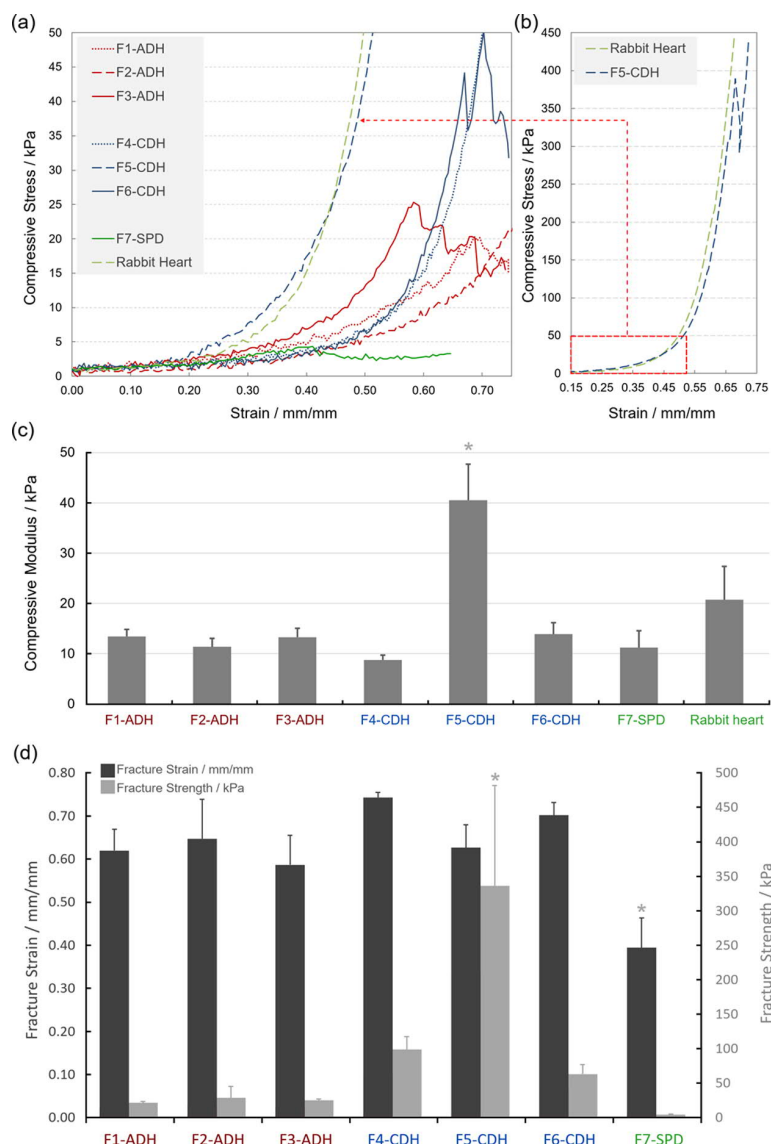 (a)
(b)
Compressive Stress / kPa
50
45
40
35
30
25
20
15
10
5
0
F1-ADH
F2-ADH
F3-ADH
F4-CDH
F5-CDH
F6-CDH
F7-SPD
Rabbit Heart
0.00 0.10 0.20 0.30 0.40 0.50 0.60 0.70
Strain / mm/mm
Compressive Stress / kPa
450
400
350
300
250
200
150
100
50
0
Rabbit Heart
F5-CDH
0.15 0.25 0.35 0.45 0.55 0.65 0.75
Strain / mm/mm
(c)
Compressive Modulus / kPa
50
40
30
20
10
0
*
F1-ADH F2-ADH F3-ADH F4-CDH F5-CDH F6-CDH F7-SPD Rabbit heart
(d)
Fracture Strain / mm/mm
0.80
0.70
0.60
0.50
0.40
0.30
0.20
0.10
0.00
Fracture Strain / mm/mm
Fracture Strength / kPa
*
*
500
450
400
350
300
250
200
150
100
50
0
Fracture Strength / kPa
F1-ADH F2-ADH F3-ADH F4-CDH F5-CDH F6-CDH F7-SPD